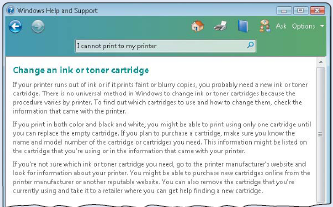 Windows Help and Support
Ask Options
I cannot print to my printer
Change an ink or toner cartridge
If your printer runs out of ink or if it prints faint or blurry copies, you probably need a new ink or toner
cartridge. There is no universal method in Windows to change ink or toner cartridges because the
procedure varies by printer. To find out which cartridges to use and how to change them, check the
information that came with the printer.
If you print in both color and black and white, you might be able to print using only one cartridge until
you can replace the empty cartridge. If you plan to purchase a cartridge, make sure you know the
name and model number of the cartridge or cartridges you need. This information might be listed on
the cartridge that you're using or in the information that came with your printer.
If you're not sure which ink or toner cartridge you need, go to the printer manufacturer's website and
look for information about your printer. You might be able to purchase new cartridges online from the
printer manufacturer or another reputable website. You can also remove the cartridge that you're
currently using and take it to a retailer where you can get help finding a new cartridge.